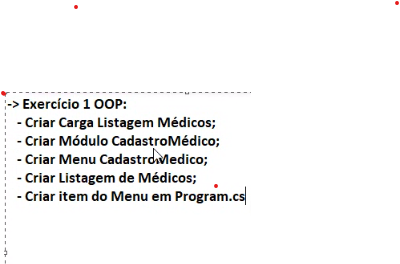 -> Exercício 1 OOP:
- Criar Carga Listagem Médicos;
- Criar Módulo CadastroMédico;
- Criar Menu CadastroMedico;
- Criar Listagem de Médicos;
- Criar item do Menu em Program.cs